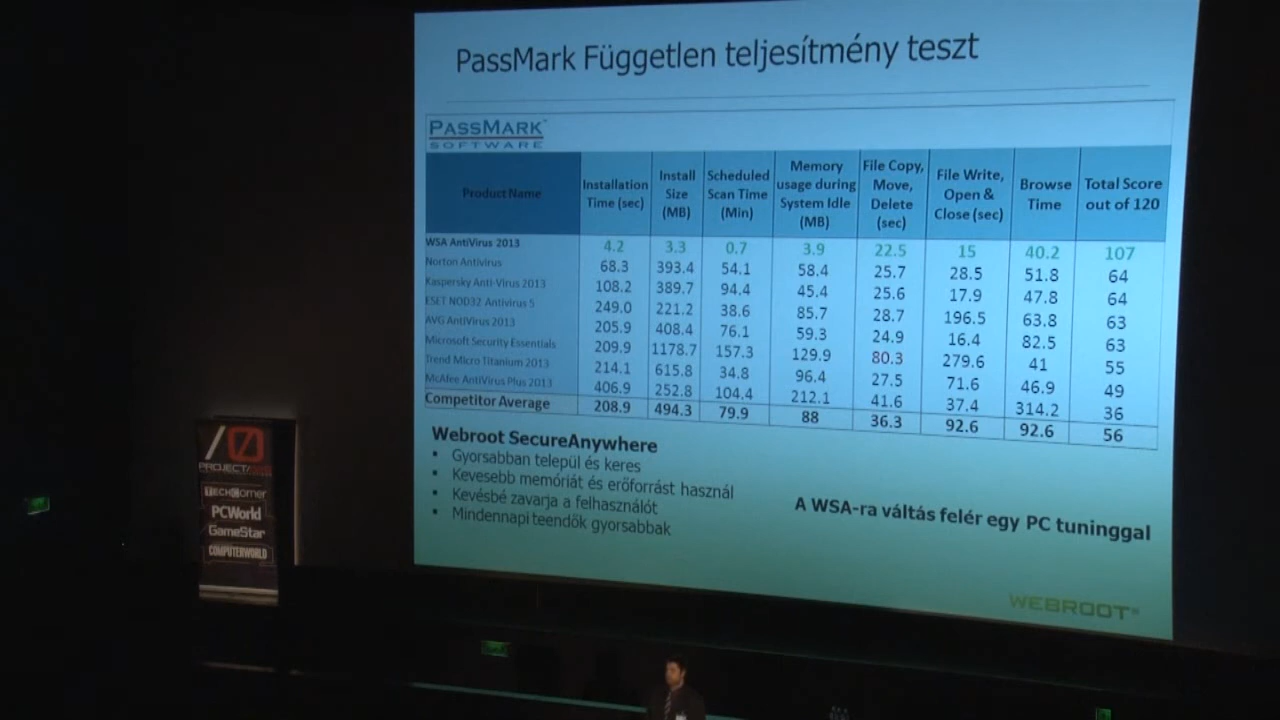 PassMark Független teljesítmény teszt
PASSMARK
SOFTWARE
Product Name
Installation Time (sec)
Install Size (MB)
Scheduled Scan Time (Min)
Memory usage during System Idle (MB)
File Copy, Move, Delete (sec)
File Write, Open & Close (sec)
Browse Time
Total Score out of 120
WSA AntiVirus 2013 4.2 3.3 0.7 3.9 22.5 15 40.2 107
Norton Antivirus 68.3 393.4 54.1 58.4 25.7 28.5 51.8 64
Kaspersky Anti-Virus 2013 108.2 389.7 94.4 45.4 25.6 17.9 47.8 64
ESET NOD32 Antivirus 5 249.0 221.2 38.6 85.7 28.7 196.5 63.8 63
AVG AntiVirus 2013 205.9 408.4 76.1 59.3 24.9 16.4 82.5 63
Microsoft Security Essentials 209.9 1178.7 157.3 129.9 80.3 279.6 41 55
Trend Micro Titanium 2013 214.1 615.8 34.8 96.4 27.5 71.6 46.9 49
McAfee AntiVirus Plus 2013 406.9 252.8 104.4 212.1 41.6 37.4 314.2 36
Competitor Average 208.9 494.3 79.9 88 36.3 92.6 92.6 56
Webroot SecureAnywhere
• Gyorsabban települ és keres
• Kevesebb memóriát és erőforrást használ
• Kevésbé zavarja a felhasználót
• Mindennapi teendők gyorsabbak
A WSA-ra váltás felér egy PC tuninggal
WEBROOT®
PROJECT/
TECHCorner
PCWorld
GameStar
COMPUTERWORLD